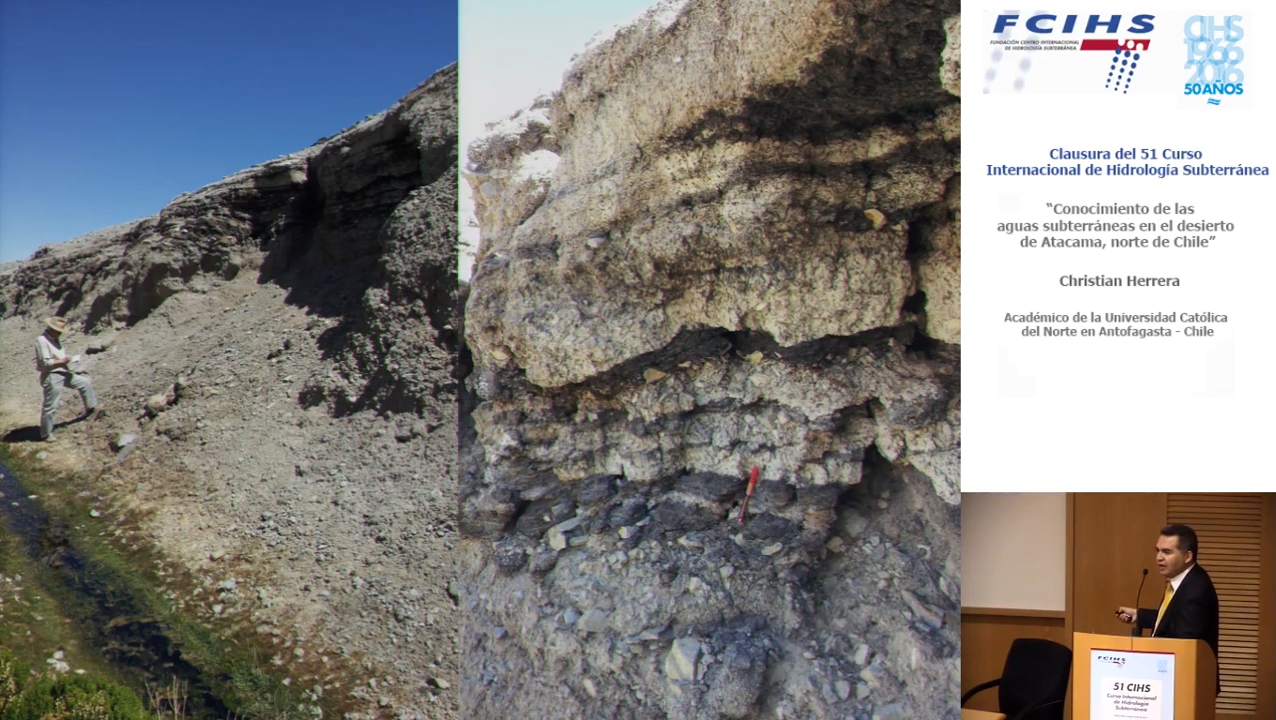 FCIHS
FUNDACIÓN CENTRO INTERNACIONAL
DE HIDROLOGÍA SUBTERRÁNEA
CIHS
1966
2016
50 AÑOS
Clausura del 51 Curso
Internacional de Hidrología Subterránea
“Conocimiento de las
aguas subterráneas en el desierto
de Atacama, norte de Chile”
Christian Herrera
Académico de la Universidad Católica
del Norte en Antofagasta - Chile
FCIHS
51 CIHS
Curso Internacional
de Hidrología
Subterránea